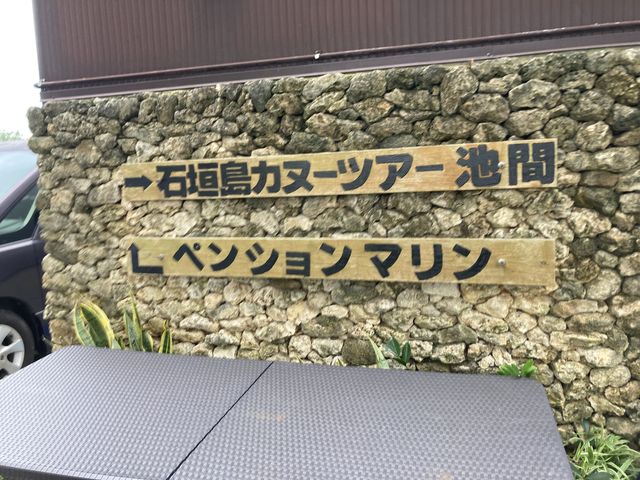 →石垣島カヌーツアー 池間
ペンション マリン